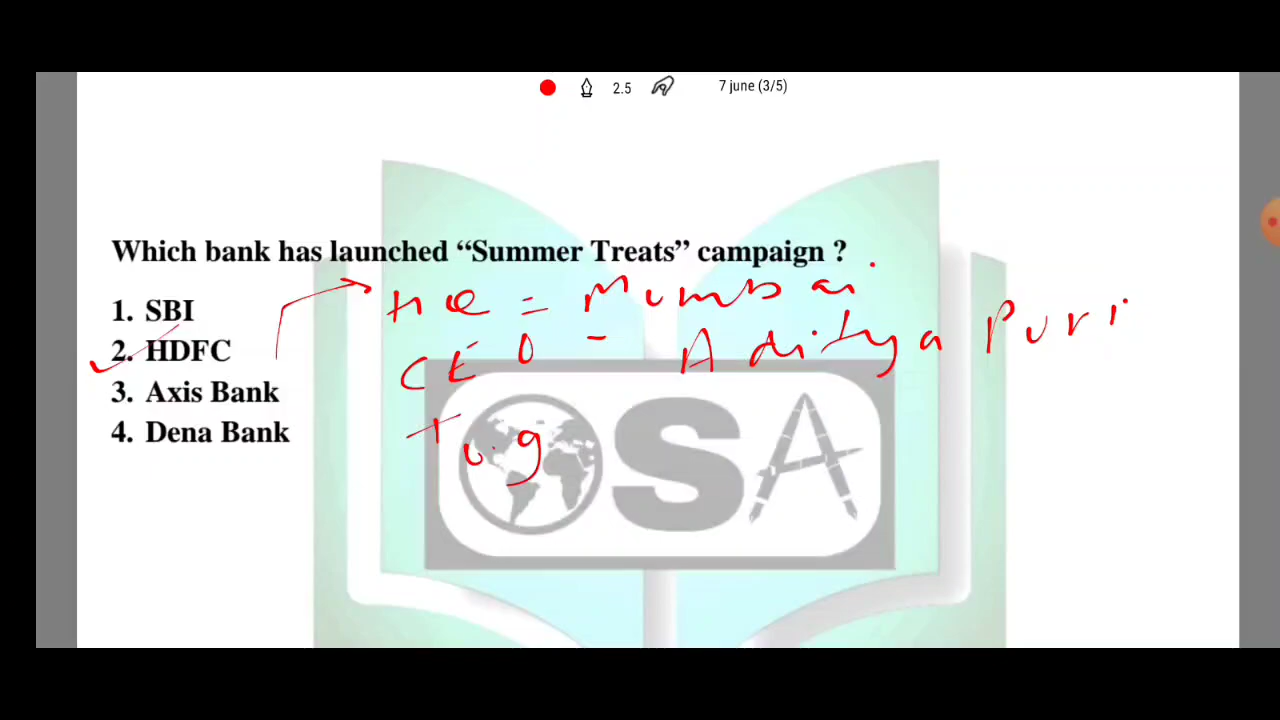 2.5 7 june (3/5)
Which bank has launched “Summer Treats” campaign ?
HQ = Mumbai
1. SBI
CEO - Aditya Puri
2. HDFC
3. Axis Bank
4. Dena Bank
Tag
OSA